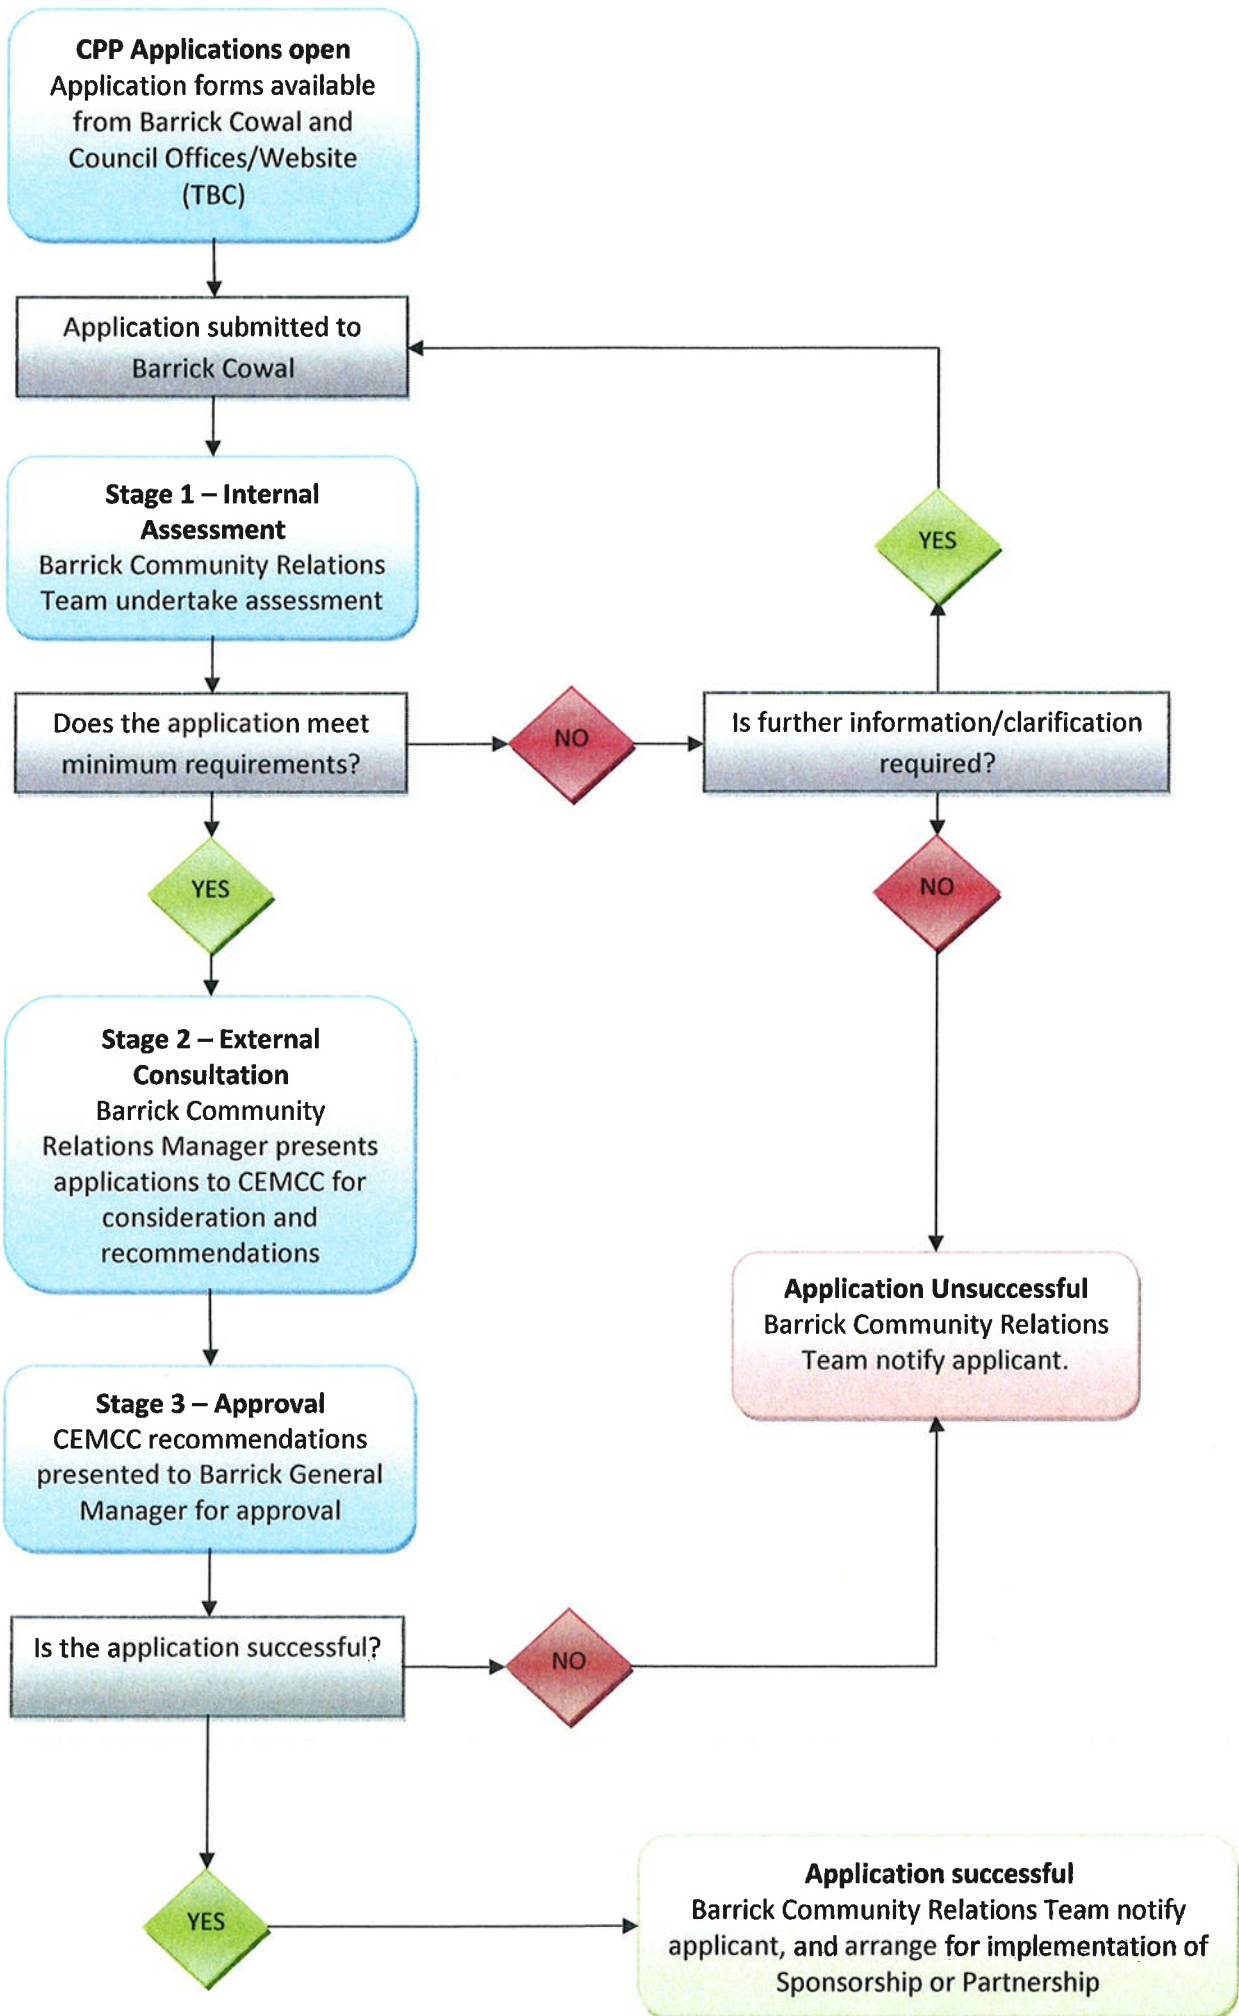 CPP Applications open
Application forms available
from Barrick Cowal and
Council Offices/Website
(TBC)
Application submitted to
Barrick Cowal
Stage 1 – Internal
Assessment
Barrick Community Relations
Team undertake assessment
YES
Does the application meet
minimum requirements?
NO
Is further information/clarification
required?
YES
NO
Stage 2 – External
Consultation
Barrick Community
Relations Manager presents
applications to CEMCC for
consideration and
recommendations
Application Unsuccessful
Barrick Community Relations
Team notify applicant.
Stage 3 – Approval
CEMCC recommendations
presented to Barrick General
Manager for approval
Is the application successful?
NO
YES
Application successful
Barrick Community Relations Team notify
applicant, and arrange for implementation of
Sponsorship or Partnership